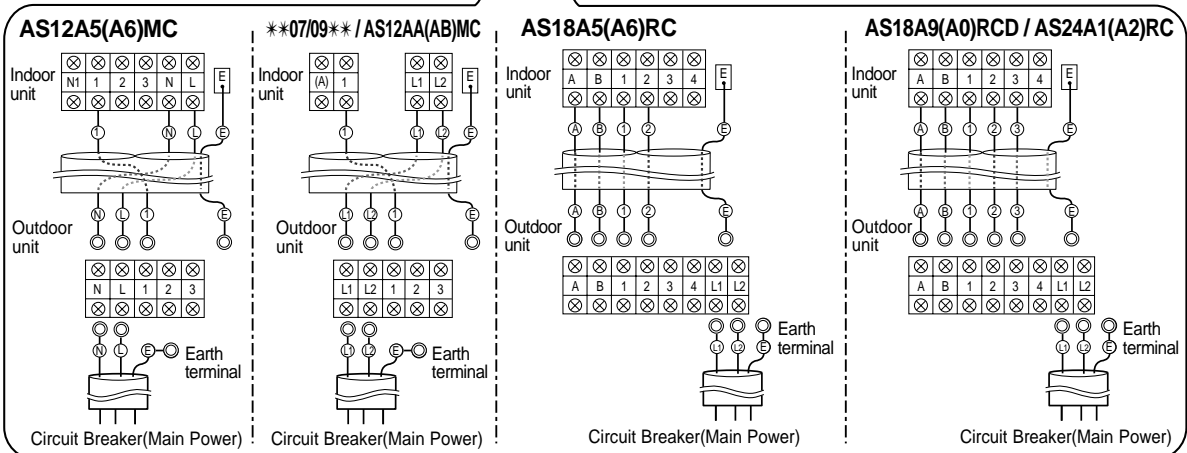 AS12A5(A6)MC
Indoor unit
N1 1 2 3 N L
E
1 N L E
N L 1 E
Outdoor unit
N L 1 2 3
N L E
Earth terminal
Circuit Breaker(Main Power)
✳✳07/09✳✳ / AS12AA(AB)MC
Indoor unit
(A) 1 L1 L2
E
1 L1 L2 E
L1 L2 1 E
Outdoor unit
L1 L2 1 2 3
L1 L2 E
Earth terminal
Circuit Breaker(Main Power)
AS18A5(A6)RC
Indoor unit
A B 1 2 3 4
E
A B 1 2 E
A B 1 2 E
Outdoor unit
A B 1 2 3 4 L1 L2
Earth terminal
L1 L2 E
Circuit Breaker(Main Power)
AS18A9(A0)RCD / AS24A1(A2)RC
Indoor unit
A B 1 2 3 4
E
A B 1 2 3 E
A B 1 2 3 E
Outdoor unit
A B 1 2 3 4 L1 L2
Earth terminal
L1 L2 E
Circuit Breaker(Main Power)